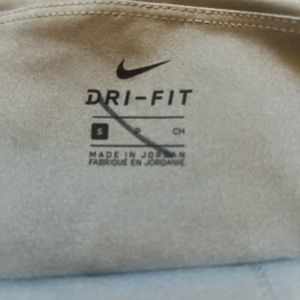 DRI-FIT
S P CH
MADE IN JORDAN
FABRIQUÉ EN JORDANIE